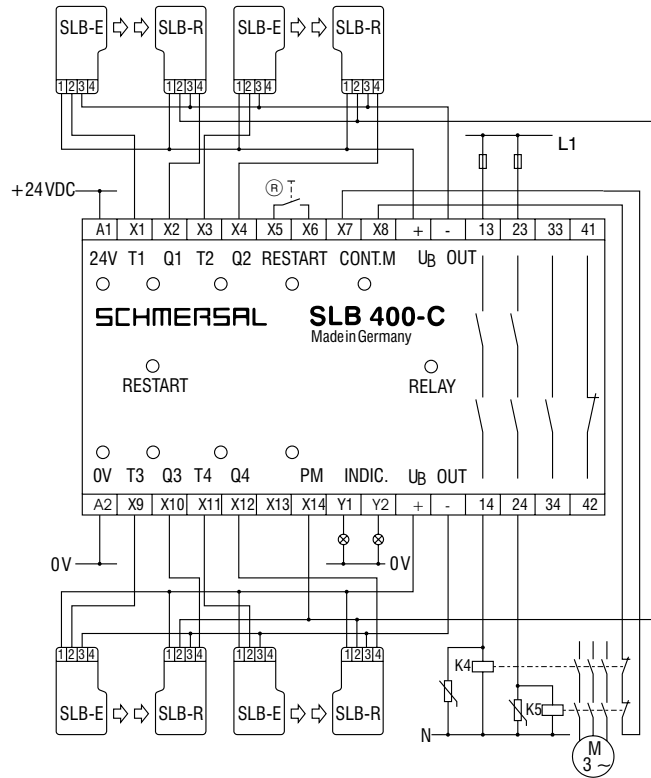 SLB-E SLB-R SLB-E SLB-R
1 2 3 4 1 2 3 4 1 2 3 4 1 2 3 4
L1
R
+24VDC
A1 X1 X2 X3 X4 X5 X6 X7 X8 + - 13 23 33 41
24V T1 Q1 T2 Q2 RESTART CONT.M UB OUT
SCHMERSAL SLB 400-C
Made in Germany
RESTART RELAY
0V T3 Q3 T4 Q4 PM INDIC. UB OUT
A2 X9 X10 X11 X12 X13 X14 Y1 Y2 + - 14 24 34 42
0V 0V
1 2 3 4 1 2 3 4 1 2 3 4 1 2 3 4
K4
SLB-E SLB-R SLB-E SLB-R
K5
N
M
3 ~